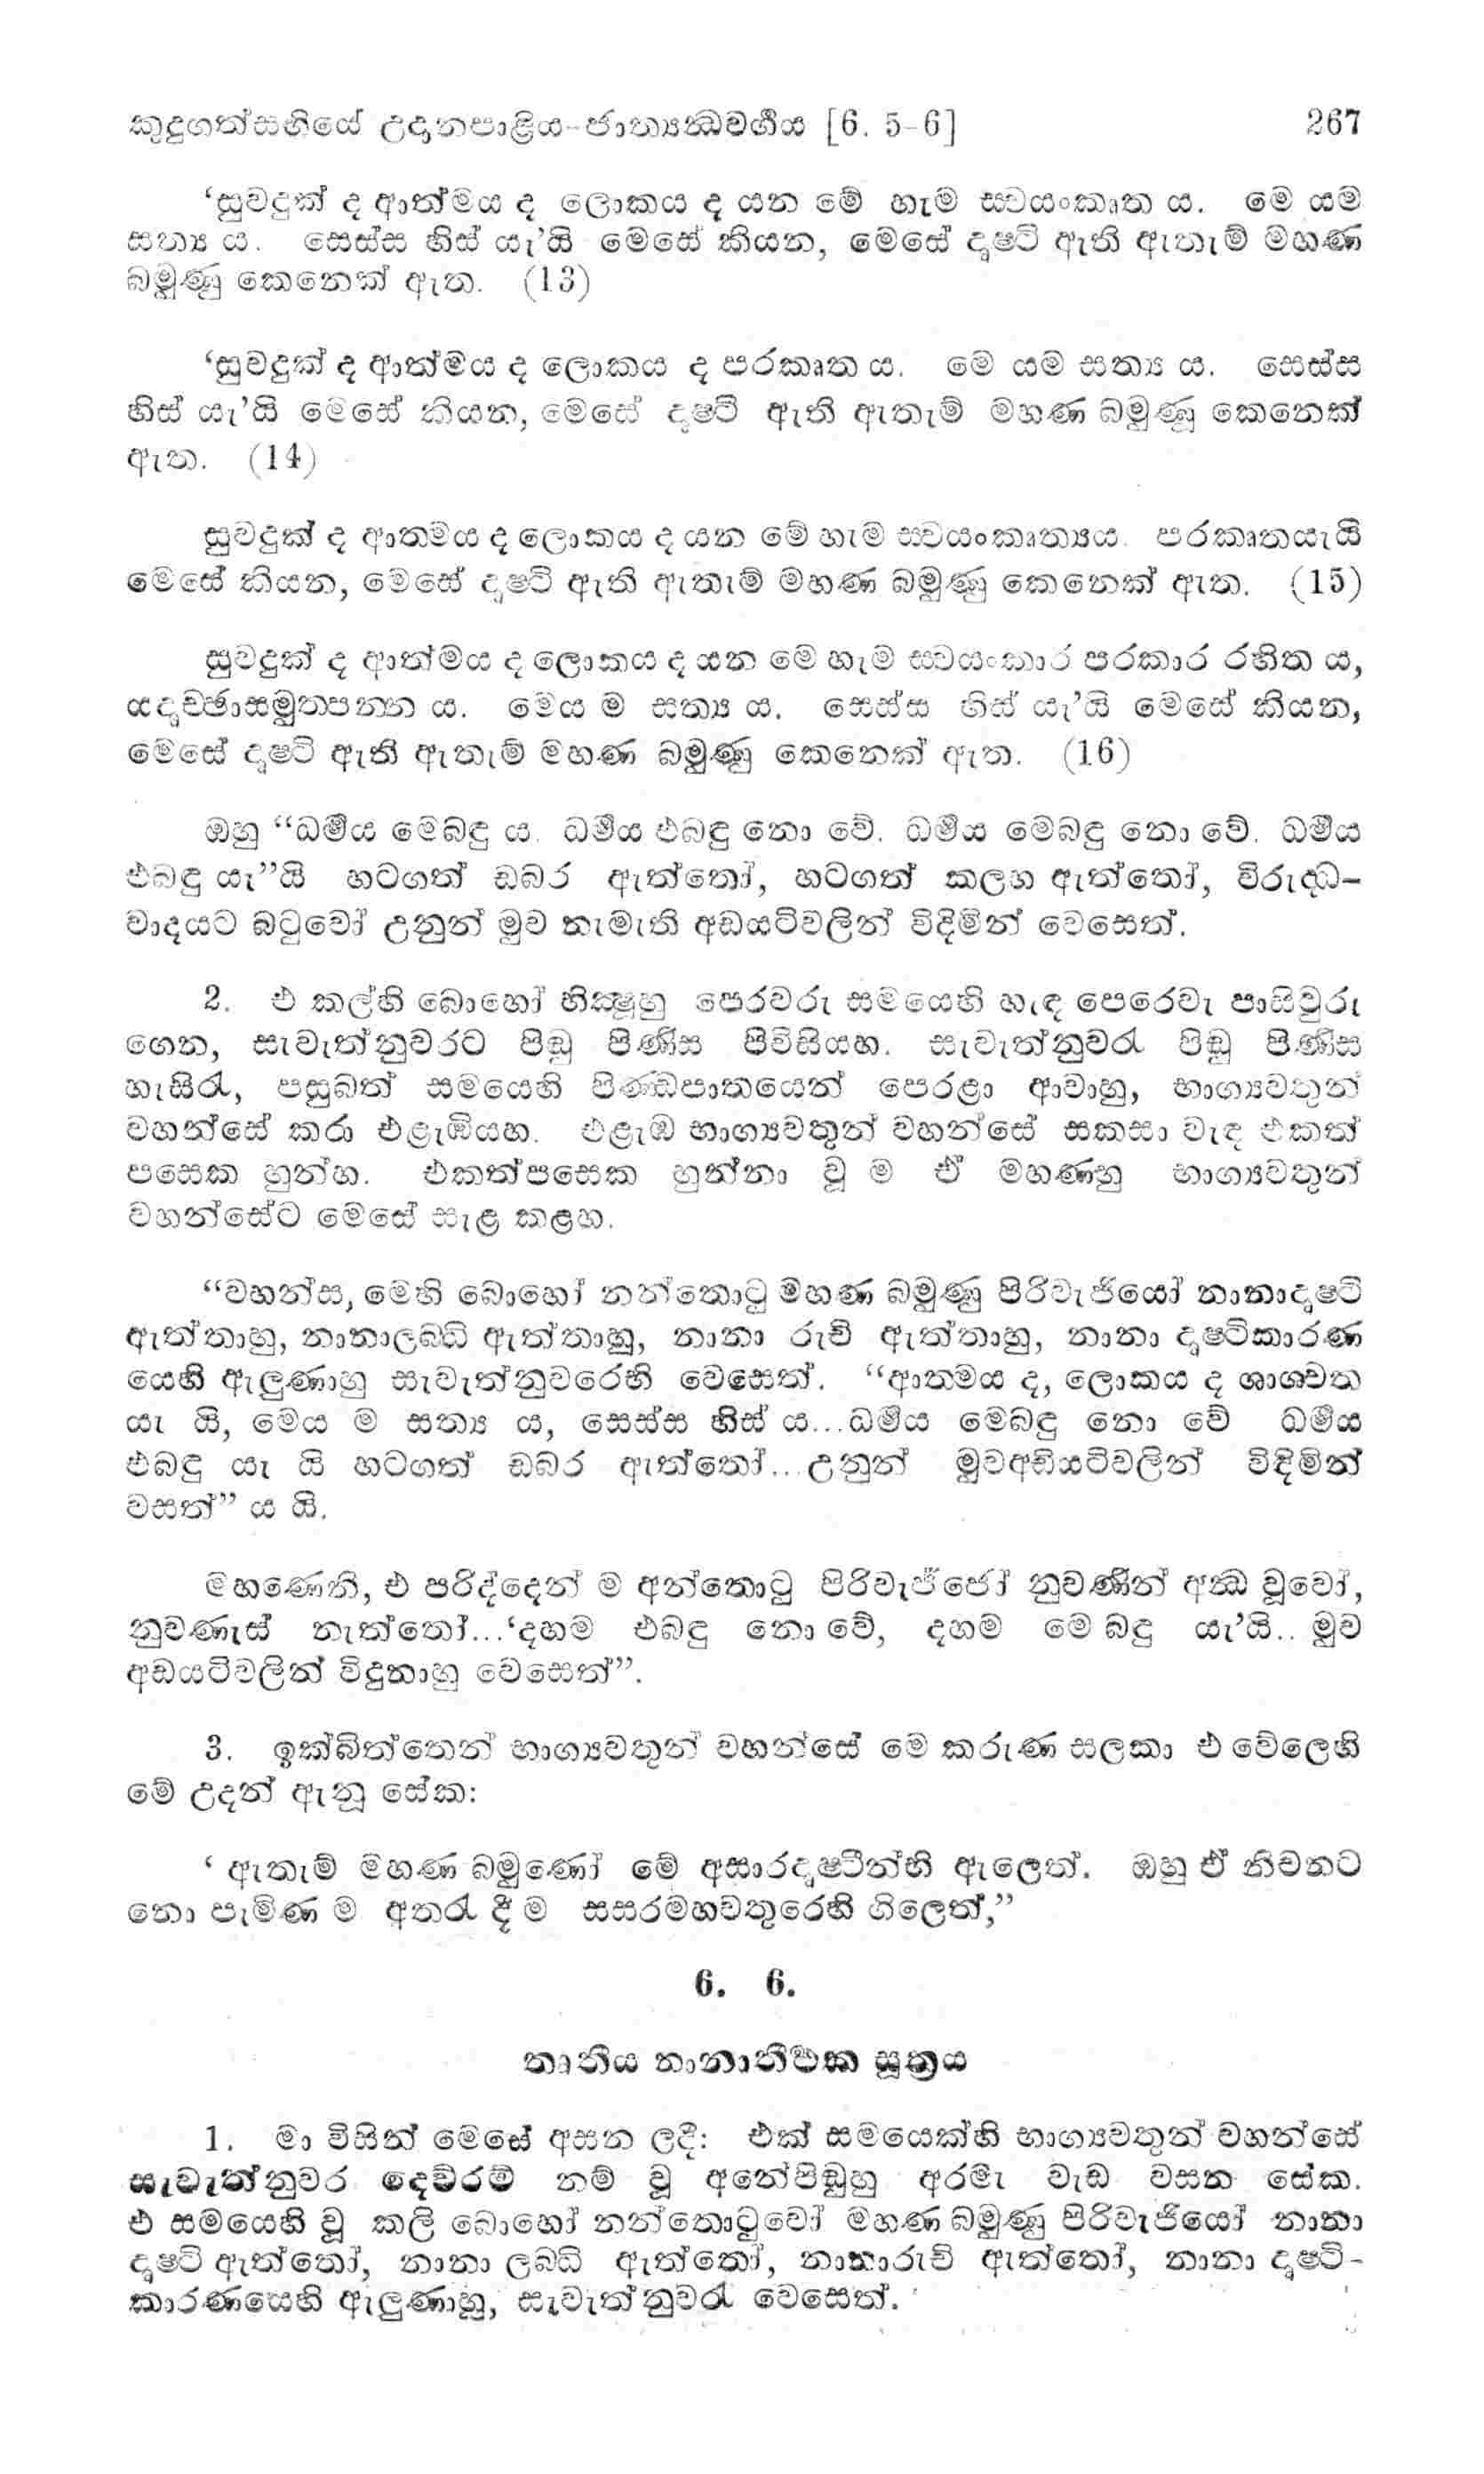 කුදුගත්සඟියේ උදානපාළිය-ජාත්‍යන්‍ධවර්‍ගය [6. 5-6] 267
‘සුවදුක් ද ආත්මය ද ලොකය ද යන මේ හැම ස්වයංකෘත ය. මෙ යම
සත්‍ය ය. සෙස්ස හිස් යැ’යි මෙසේ කියන, මෙසේ දෘෂ්ටි ඇති ඇතැම් මහණ
බමුණු කෙනෙක් ඇත. (13)
‘සුවදුක් ද ආත්මය ද ලොකය ද පරකෘත ය. මෙ යම සත්‍ය ය. සෙස්ස
හිස් යැ’යි මෙසේ කියන, මෙසේ දෘෂ්ටි ඇති ඇතැම් මහණ බමුණු කෙනෙක්
ඇත. (14)
සුවදුක් ද ආත්මය ද ලොකය ද යන මේ හැම ස්වයංකෘත්‍යය. පරකෘතයැයි
මෙසේ කියන, මෙසේ දෘෂ්ටි ඇති ඇතැම් මහණ බමුණු කෙනෙක් ඇත. (15)
සුවදුක් ද ආත්මය ද ලොකය ද යන මෙ හැම ස්වයංකාර පරකාර රහිත ය,
යදෘච්ඡාසමුත්පන්න ය. මෙය ම සත්‍ය ය. සෙස්ස හිස් යැ’යි මෙසේ කියන,
මෙසේ දෘෂ්ටි ඇති ඇතැම් මහණ බමුණු කෙනෙක් ඇත. (16)
ඔහු “ධර්‍මය මෙබඳු ය. ධර්‍මය එබඳු නො වේ. ධර්‍මය මෙබඳු නො වේ. ධර්‍මය
එබඳු යැ”යි හටගත් ඩබර ඇත්තෝ, හටගත් කලහ ඇත්තෝ, විරුද්ධ-
වාදයට බටුවෝ උනුන් මුව නැමැති අඩයටිවලින් විදිමින් වෙසෙත්.
2. එ කල්හි බොහෝ භික්‍ෂූහු පෙරවරු සමයෙහි හැඳ පෙරෙවැ පාසිවුරු
ගෙන, සැවැත්නුවරට පිඬු පිණිස පිවිසියහ. සැවැත්නුවරැ පිඬු පිණිස
හැසිරැ, පසුබත් සමයෙහි පිණ්ඩපාතයෙන් පෙරළා ආවාහු, භාග්‍යවතුන්
වහන්සේ කරා එළැඹියහ. එළැඹ භාග්‍යවතුන් වහන්සේ සකසා වැඳ එකත්
පසෙක හුන්හ. එකත්පසෙක හුන්නා වූ ම ඒ මහණහු භාග්‍යවතුන්
වහන්සේට මෙසේ සැළ කළහ.
“වහන්ස, මෙහි බොහෝ නන්තොටු මහණ බමුණු පිරිවැජියෝ නානාදෘෂ්ටි
ඇත්තාහු, නානාලබ්ධි ඇත්තාහු, නානා රුචි ඇත්තාහු, නානා දෘෂ්ටිකාරණ
යෙහි ඇලුණාහු සැවැත්නුවරෙහි වෙසෙත්. “ආත්මය ද, ලොකය ද ශාශ්වත
යැ යි, මෙය ම සත්‍ය ය, සෙස්ස හිස් ය...ධර්‍මය මෙබඳු නො වේ ධර්‍මය
එබඳු යැ යි හටගත් ඩබර ඇත්තෝ...උනුන් මුවඅඩයටිවලින් විඳිමින්
වසත්” ය යි.
මහණෙනි, එ පරිද්දෙන් ම අන්තොටු පිරිවැජ්ජෝ නුවණින් අන්‍ධ වූවෝ,
නුවණැස් නැත්තෝ...‘දහම එබඳු නො වේ, දහම මෙ බඳු යැ’යි.. මුව
අඩයටිවලින් විදුනාහු වෙසෙත්”.
3. ඉක්බිත්තෙන් භාග්‍යවතුන් වහන්සේ මෙ කරුණ සලකා එ වේලෙහි
මේ උදන් ඇනූ සේක:
‘ ඇතැම් මහණ බමුණෝ මේ අසාරදෘෂ්ටීන්හි ඇලෙත්. ඔහු ඒ නිවනට
නො පැමිණ ම අතරැ දී ම සසරමහවතුරෙහි ගිලෙත්,”
6. 6.
තෘතීය නානාතීර්‍ථක සූත්‍රය
1. මා විසින් මෙසේ අසන ලදී: එක් සමයෙක්හි භාග්‍යවතුන් වහන්සේ
සැවැත්නුවර දෙව්රම් නම් වූ අනේපිඬුහු අරමැ වැඩ වසන සේක.
එ සමයෙහි වූ කලි බොහෝ නන්තොටුවෝ මහණ බමුණු පිරිවැජියෝ නානා
දෘෂ්ටි ඇත්තෝ, නානා ලබ්ධි ඇත්තෝ, නානාරුචි ඇත්තෝ, නානා දෘෂ්ටි-
කාරණයෙහි ඇලුණාහු, සැවැත්නුවරැ වෙසෙත්.